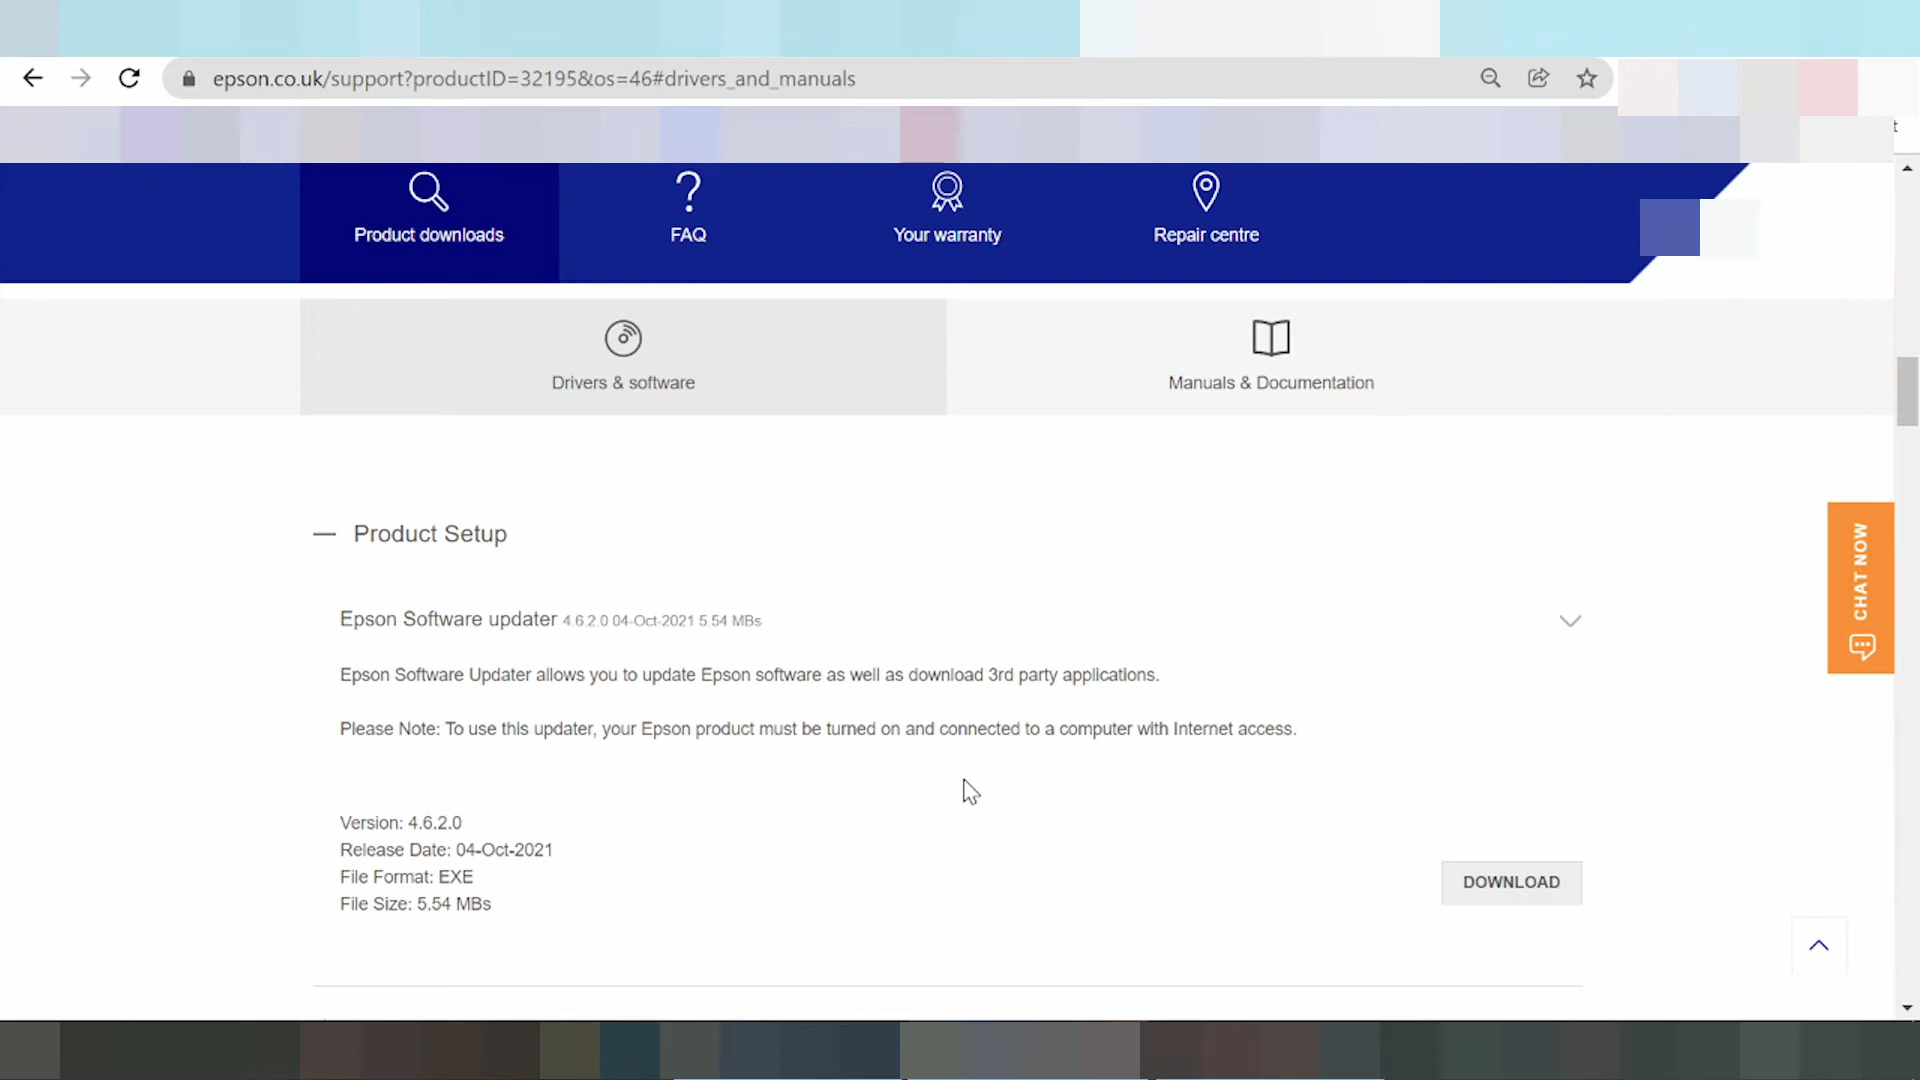 epson.co.uk/support?productID=32195&os=46#drivers_and_manuals
t
Product downloads
FAQ
Your warranty
Repair centre
Drivers & software
Manuals & Documentation
— Product Setup
Epson Software updater 4.6.2.0 04-Oct-2021 5.54 MBs
Epson Software Updater allows you to update Epson software as well as download 3rd party applications.
Please Note: To use this updater, your Epson product must be turned on and connected to a computer with Internet access.
Version: 4.6.2.0
Release Date: 04-Oct-2021
File Format: EXE
File Size: 5.54 MBs
DOWNLOAD
CHAT NOW